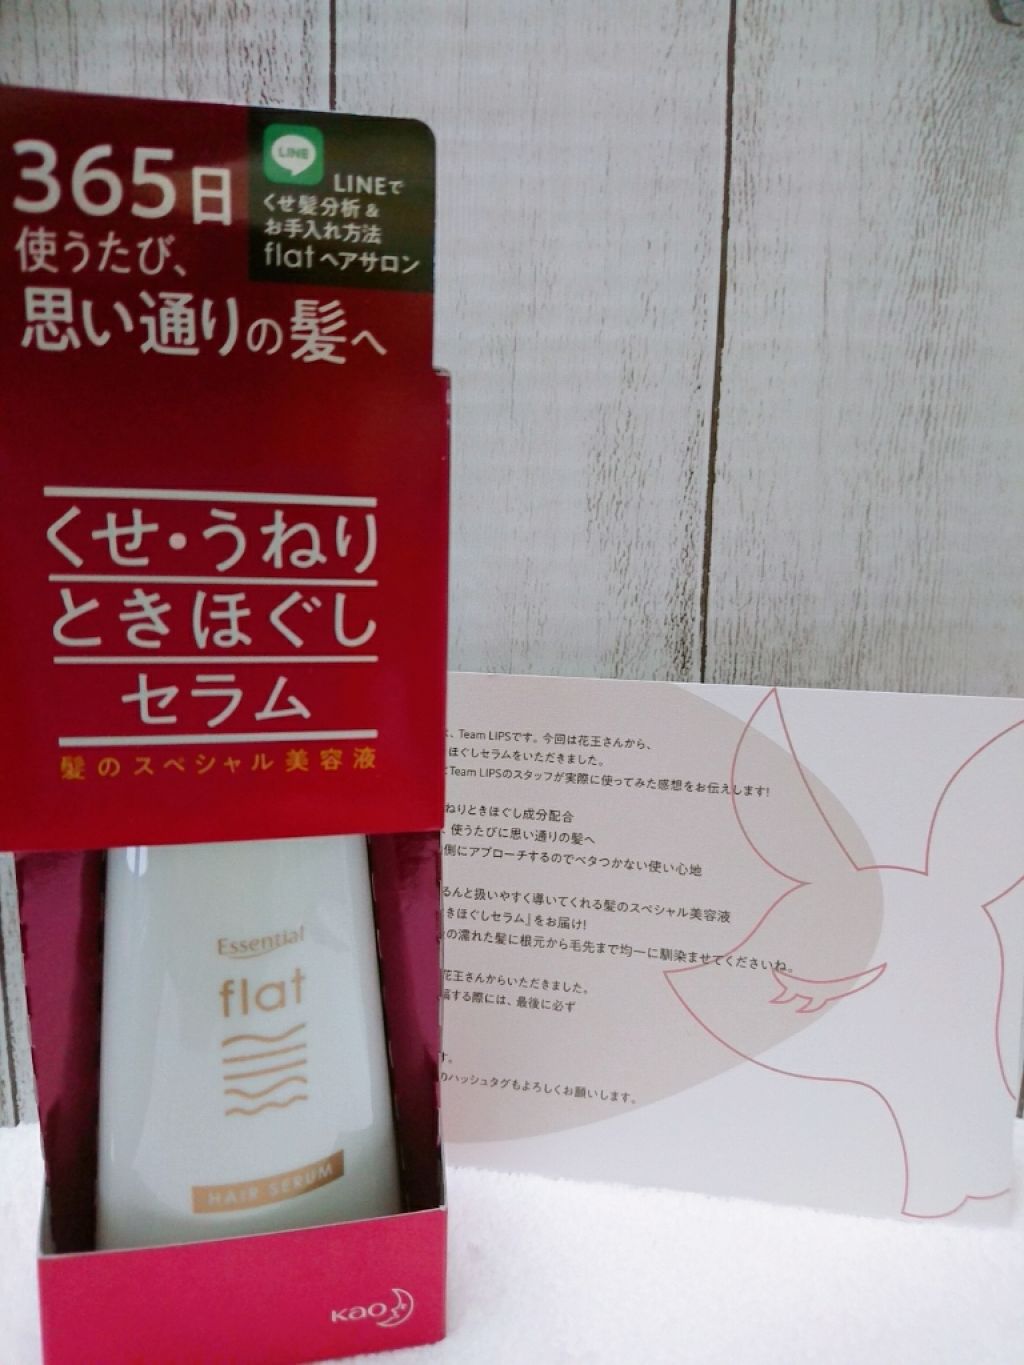 365日
使うたび、
思い通りの髪へ
LINE
LINEで
くせ髪分析&
お手入れ方法
flat ヘアサロン
くせ・うねり
ときほぐし
セラム
髪のスペシャル美容液
Essential
flat
HAIR SERUM
Kao
、Team LIPSです。今回は花王さんから、
ほぐしセラムをいただきました。
Team LIPSのスタッフが実際に使ってみた感想をお伝えします!
ねりときほぐし成分配合
、使うたびに思い通りの髪へ
側にアプローチするのでベタつかない使い心地
るんと扱いやすく導いてくれる髪のスペシャル美容液
きほぐしセラム』をお届け!
の濡れた髪に根元から毛先まで均一に馴染ませてくださいね。
花王さんからいただきました。
する際には、最後に必ず
す。
のハッシュタグもよろしくお願いします。